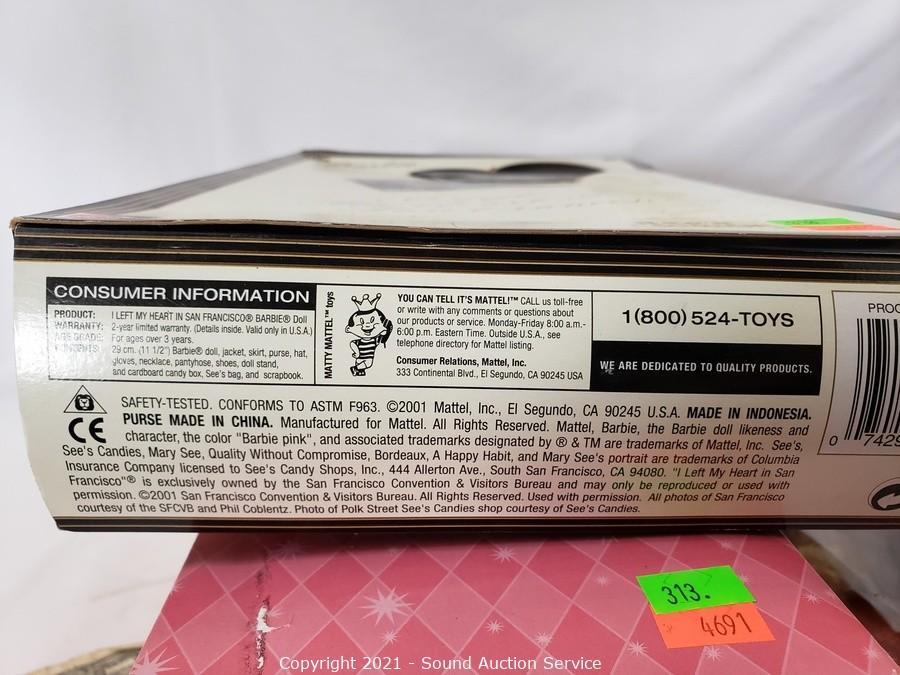 CONSUMER INFORMATION
PRODUCT: I LEFT MY HEART IN SAN FRANCISCO® BARBIE® Doll
WARRANTY: 2-year limited warranty. (Details inside. Valid only in U.S.A.)
AGE GRADE: For ages over 3 years.
CONTENTS: 29 cm. (11 1/2") Barbie® doll, jacket, skirt, purse, hat,
gloves, necklace, pantyhose, shoes, doll stand,
and cardboard candy box, See's bag, and scrapbook.
MATTY MATTEL™ toys
YOU CAN TELL IT'S MATTEL!™ CALL us toll-free
or write with any comments or questions about
our products or service. Monday-Friday 8:00 a.m.-
6:00 p.m. Eastern Time. Outside U.S.A., see
telephone directory for Mattel listing.
Consumer Relations, Mattel, Inc.
333 Continental Blvd., El Segundo, CA 90245 USA
1(800) 524-TOYS
WE ARE DEDICATED TO QUALITY PRODUCTS.
PROD
0 7429
CE
SAFETY-TESTED. CONFORMS TO ASTM F963. ©2001 Mattel, Inc., El Segundo, CA 90245 U.S.A. MADE IN INDONESIA.
PURSE MADE IN CHINA. Manufactured for Mattel. All Rights Reserved. Mattel, Barbie, the Barbie doll likeness and
character, the color "Barbie pink", and associated trademarks designated by ® & TM are trademarks of Mattel, Inc. See's,
See's Candies, Mary See, Quality Without Compromise, Bordeaux, A Happy Habit, and Mary See's portrait are trademarks of Columbia
Insurance Company licensed to See's Candy Shops, Inc., 444 Allerton Ave., South San Francisco, CA 94080. "I Left My Heart in San
Francisco"® is exclusively owned by the San Francisco Convention & Visitors Bureau and may only be reproduced or used with
permission. ©2001 San Francisco Convention & Visitors Bureau. All Rights Reserved. Used with permission. All photos of San Francisco
courtesy of the SFCVB and Phil Coblentz. Photo of Polk Street See's Candies shop courtesy of See's Candies.
313.
4691
Copyright 2021 - Sound Auction Service